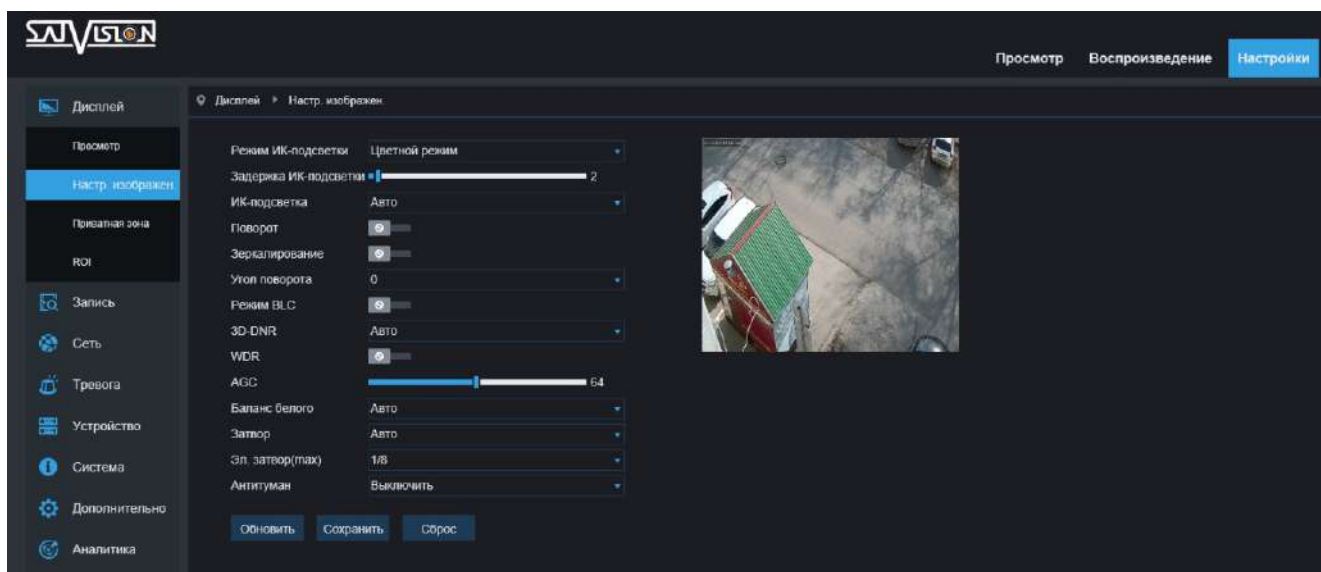 SATVISION
Просмотр Воспроизведение Настройки
Дисплей
Просмотр
Настр. изображен.
Приватная зона
ROI
Запись
Сеть
Тревога
Устройство
Система
Дополнительно
Аналитика
Дисплей Настр. изображен.
Режим ИК-подсветки Цветной режим
Задержка ИК-подсветки 2
ИК-подсветка Авто
Поворот
Зеркалирование
Угол поворота 0
Режим BLC
3D-DNR Авто
WDR
AGC 64
Баланс белого Авто
Затвор Авто
Эл. затвор(max) 1/8
Антитуман Выключить
Обновить Сохранить Сброс